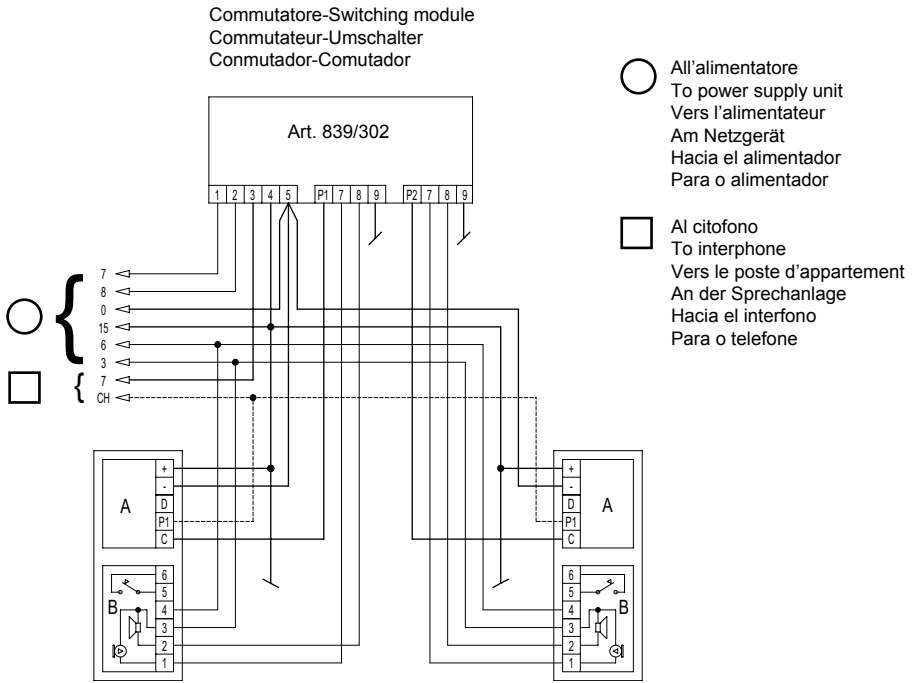 Commutatore-Switching module
Commutateur-Umschalter
Conmutador-Comutador
Art. 839/302
1 2 3 4 5 P1 7 8 9 P2 7 8 9
All'alimentatore
To power supply unit
Vers l'alimentateur
Am Netzgerät
Hacia el alimentador
Para o alimentador
Al citofono
To interphone
Vers le poste d'appartement
An der Sprechanlage
Hacia el interfono
Para o telefone
7
8
0
15
6
3
7
CH
A
+
-
D
P1
C
B
6
5
4
3
2
1
+
-
D
P1
C
A
6
5
4
3
2
1
B